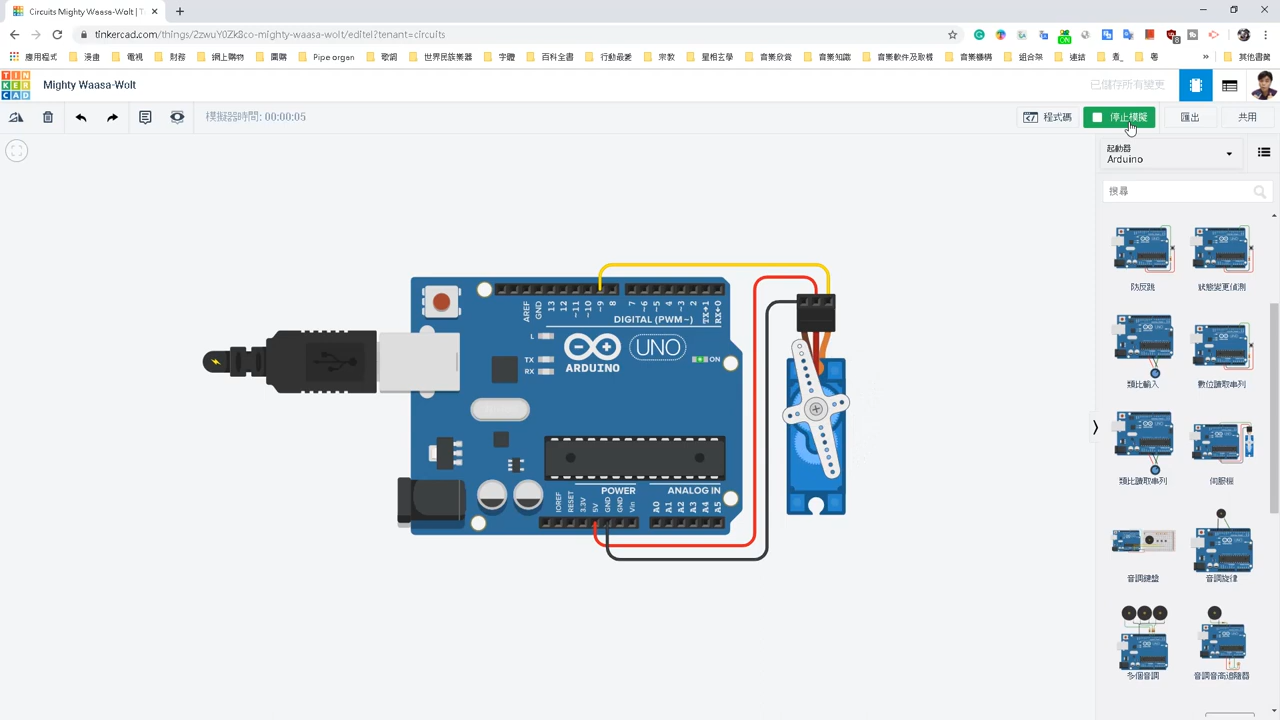 Circuits Mighty Waasa-Wolt | T
tinkercad.com/things/2zwuY0Zk8co-mighty-waasa-wolt/editel?tenant=circuits
應用程式
漫畫
電視
財務
網上購物
團購
Pipe organ
歌詞
世界民族樂器
字體
百科全書
行動最愛
宗教
星相玄學
音樂欣賞
音樂知識
音樂軟件及取樣
音樂機構
組合架
連結
煮_
粵
»
其他書籤
TIN
KER
CAD
Mighty Waasa-Wolt
已儲存所有變更
模擬器時間: 00:00:05
程式碼
停止模擬
匯出
共用
起動器
Arduino
搜尋
防反跳
狀態變更偵測
類比輸入
數位讀取串列
類比讀取串列
伺服機
音調鍵盤
音調旋律
多個音調
音調音高追隨器
AREF
GND
13
12
~11
~10
~9
8
7
~6
~5
4
~3
2
TX→1
RX←0
DIGITAL (PWM~)
L
TX
RX
ARDUINO
UNO
ON
POWER
ANALOG IN
IOREF
RESET
3.3V
5V
GND
GND
Vin
A0
A1
A2
A3
A4
A5